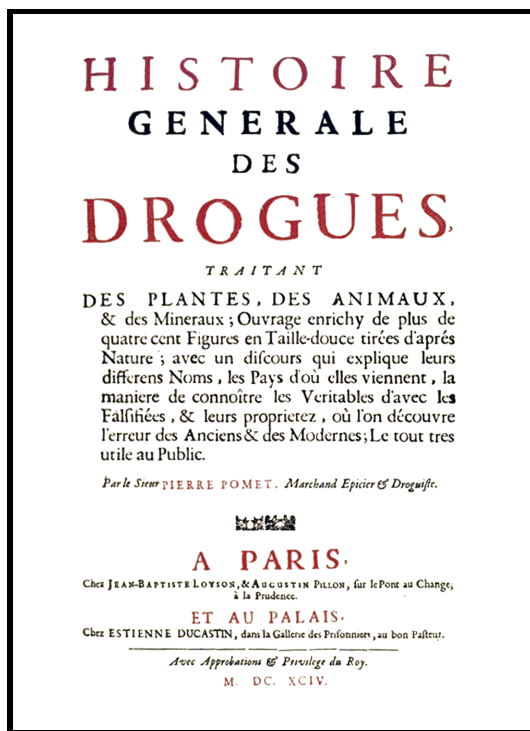 HISTOIRE
GENERALE
DES
DROGUES,
TRAITANT
DES PLANTES, DES ANIMAUX,
& des Mineraux ; Ouvrage enrichy de plus de
quatre cent Figures en Taille-douce tirées d'aprés
Nature ; avec un diſcours qui explique leurs
differens Noms , les Pays d'où elles viennent , la
maniere de connoître les Veritables d'avec les
Falſifiées , & leurs proprietez , où l'on découvre
l'erreur des Anciens & des Modernes ; Le tout tres
utile au Public.
Par le Sieur PIERRE POMET. Marchand Epicier & Droguiſte.
A PARIS,
Chez JEAN-BAPTISTE LOYSON, & AUGUSTIN PILLON, ſur le Pont au Change,
à la Prudence.
ET AU PALAIS,
Chez ESTIENNE DUCASTIN, dans la Gallerie des Priſonniers, au bon Paſteur.
Avec Approbations & Privilege du Roy.
M. DC. XCIV.